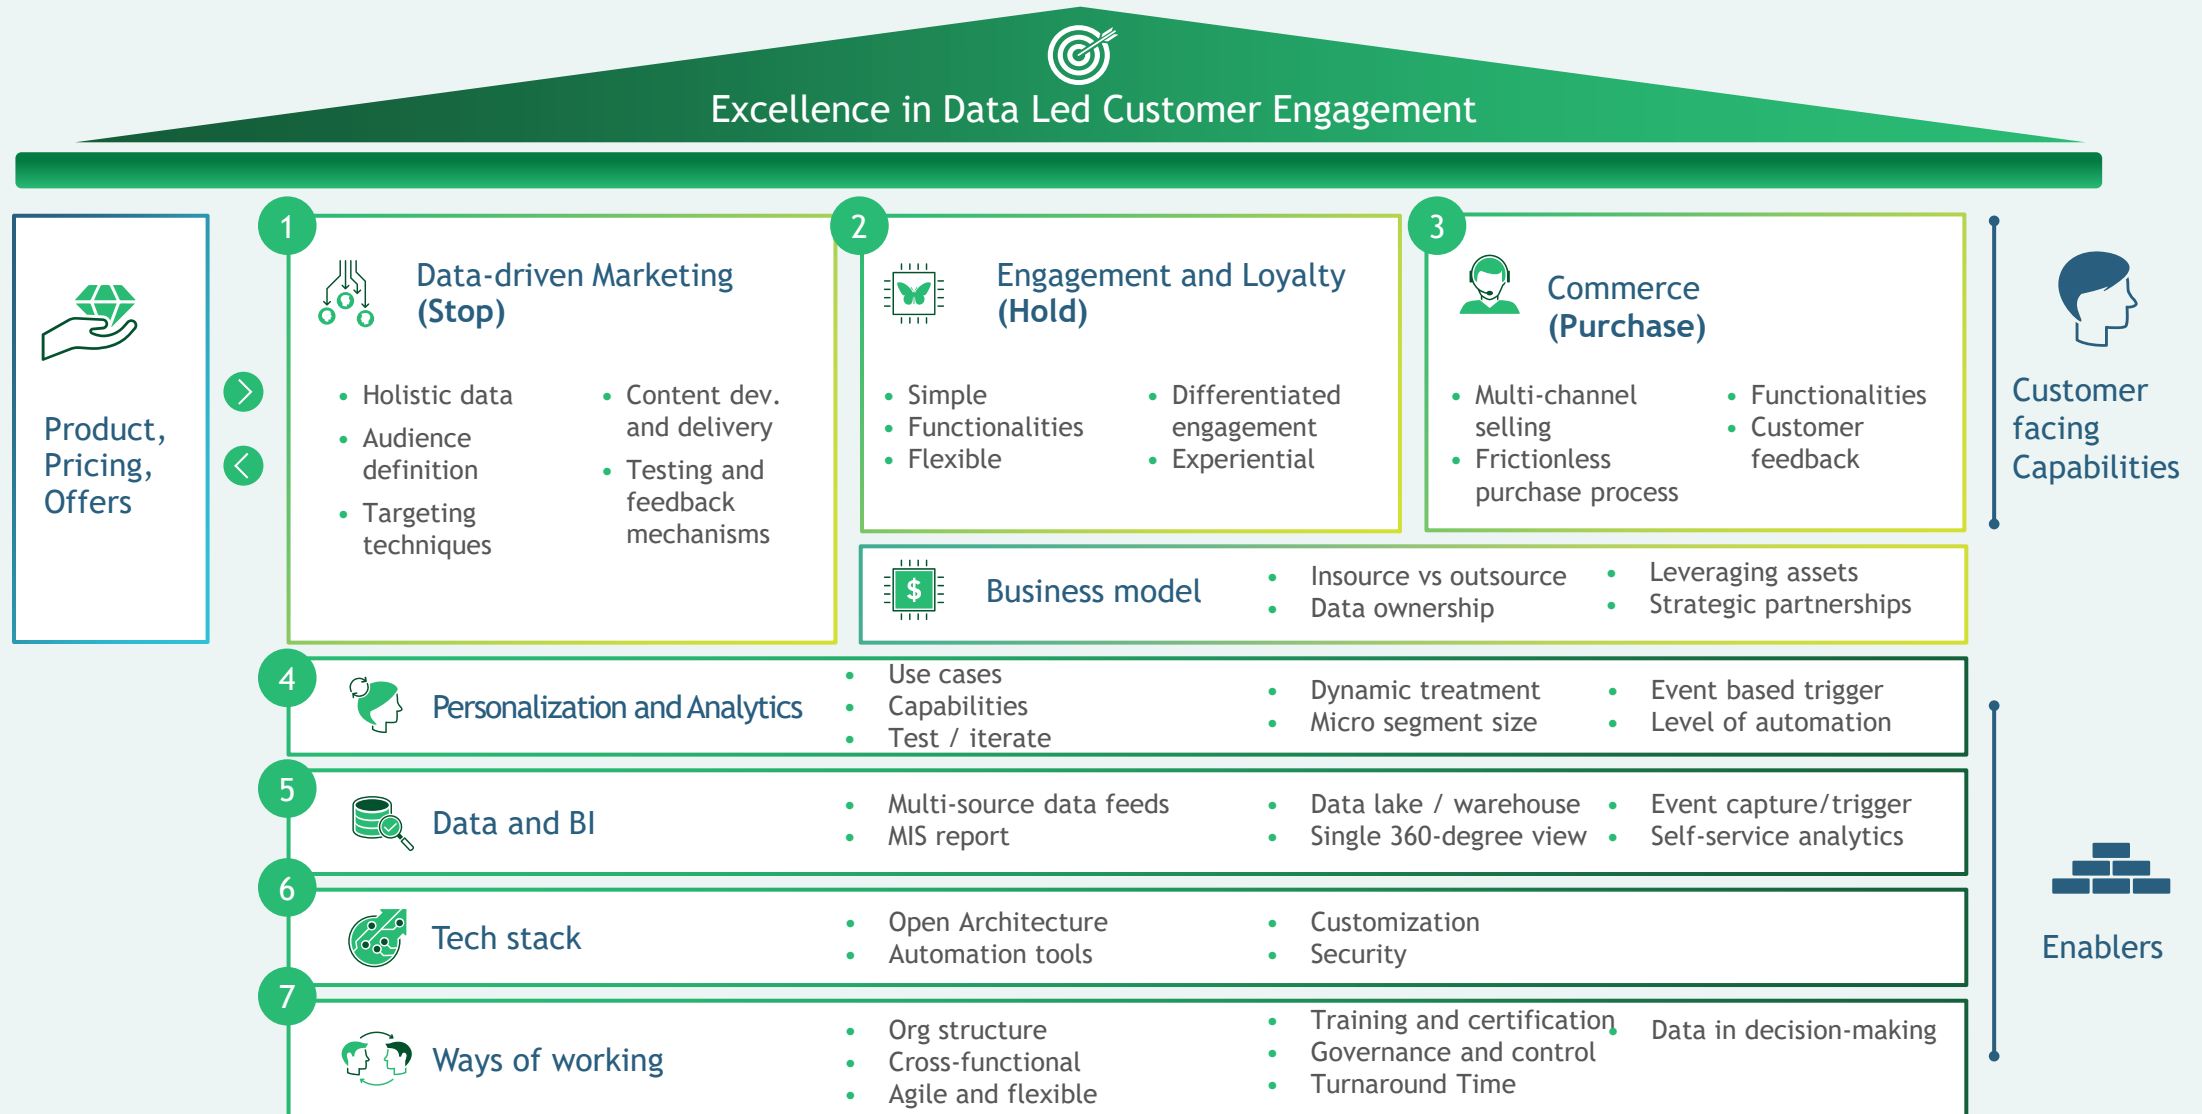 Excellence in Data Led Customer Engagement
Product,
Pricing,
Offers
1
Data-driven Marketing
(Stop)
• Holistic data
• Audience
definition
• Targeting
techniques
• Content dev.
and delivery
• Testing and
feedback
mechanisms
2
Engagement and Loyalty
(Hold)
• Simple
• Functionalities
• Flexible
• Differentiated
engagement
• Experiential
3
Commerce
(Purchase)
• Multi-channel
selling
• Frictionless
purchase process
• Functionalities
• Customer
feedback
Customer
facing
Capabilities
$
Business model
• Insource vs outsource
• Data ownership
• Leveraging assets
• Strategic partnerships
4
Personalization and Analytics
• Use cases
• Capabilities
• Test / iterate
• Dynamic treatment
• Micro segment size
• Event based trigger
• Level of automation
5
Data and BI
• Multi-source data feeds
• MIS report
• Data lake / warehouse
• Single 360-degree view
• Event capture/trigger
• Self-service analytics
6
Tech stack
• Open Architecture
• Automation tools
• Customization
• Security
Enablers
7
Ways of working
• Org structure
• Cross-functional
• Agile and flexible
• Training and certification
• Governance and control
• Turnaround Time
• Data in decision-making